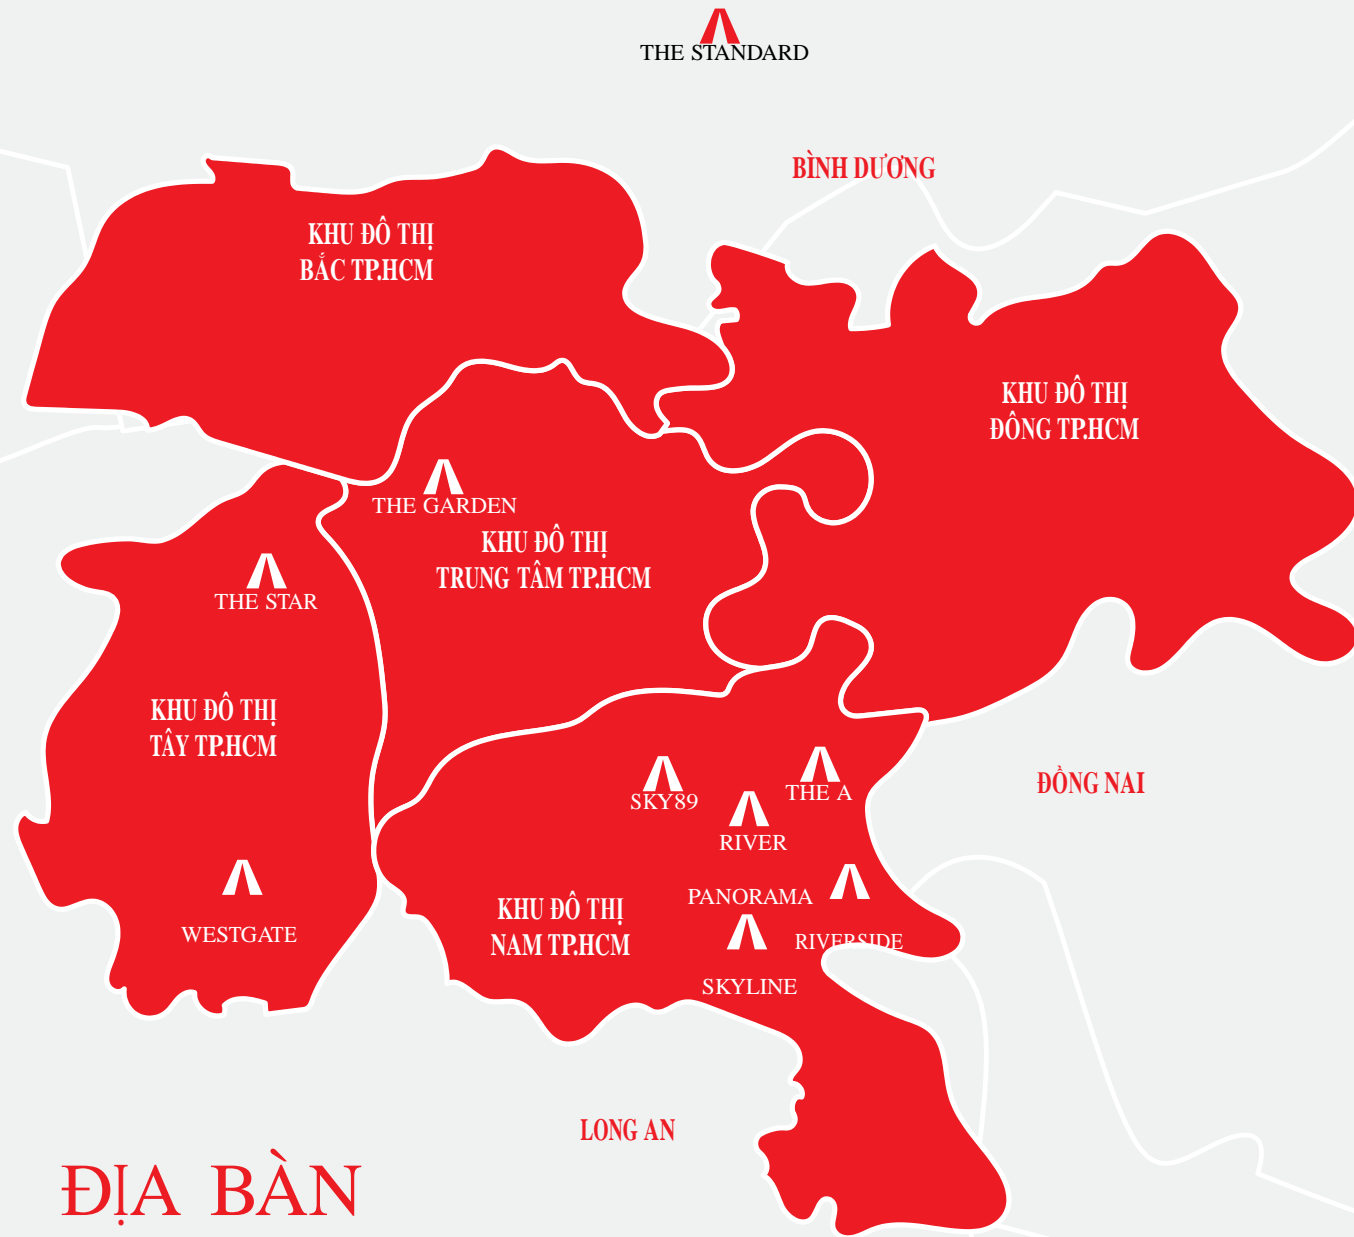 THE STANDARD
BÌNH DƯƠNG
KHU ĐÔ THỊ
BẮC TP.HCM
KHU ĐÔ THỊ
ĐÔNG TP.HCM
THE GARDEN
KHU ĐÔ THỊ
TRUNG TÂM TP.HCM
THE STAR
KHU ĐÔ THỊ
TÂY TP.HCM
SKY89
THE A
RIVER
PANORAMA
ĐỒNG NAI
WESTGATE
KHU ĐÔ THỊ
NAM TP.HCM
RIVERSIDE
SKYLINE
LONG AN
ĐỊA BÀN